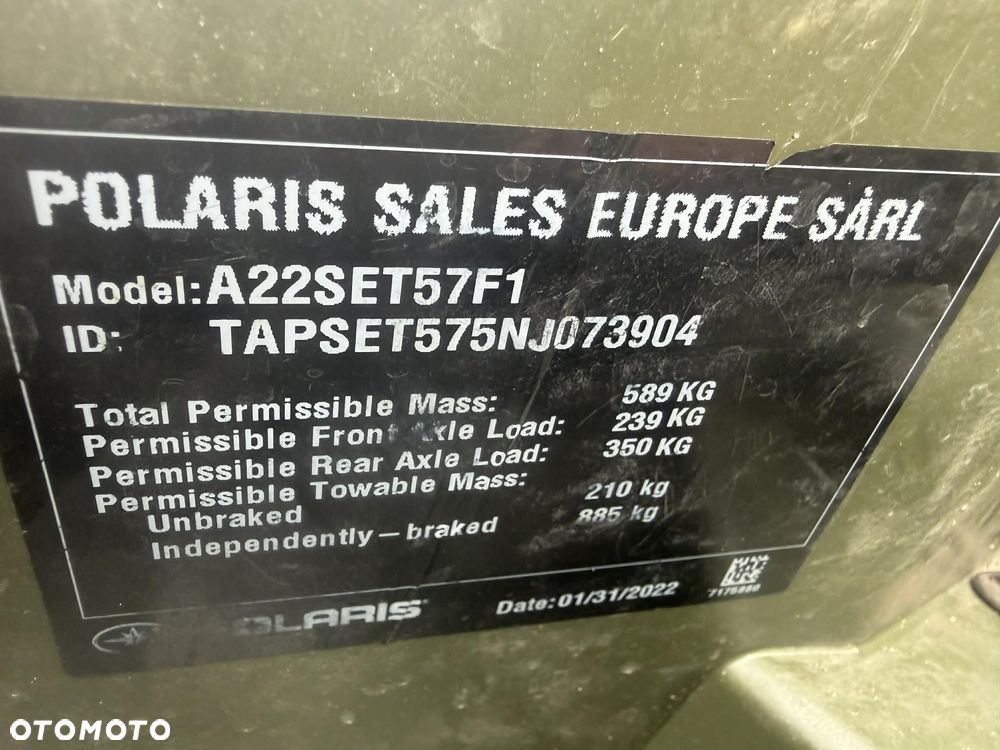 POLARIS SALES EUROPE SÀRL
Model: A22SET57F1
ID: TAPSET575NJ073904
Total Permissible Mass: 589 KG
Permissible Front Axle Load: 239 KG
Permissible Rear Axle Load: 350 KG
Permissible Towable Mass:
Unbraked 210 kg
Independently-braked 885 kg
POLARIS Date: 01/31/2022
OTOMOTO